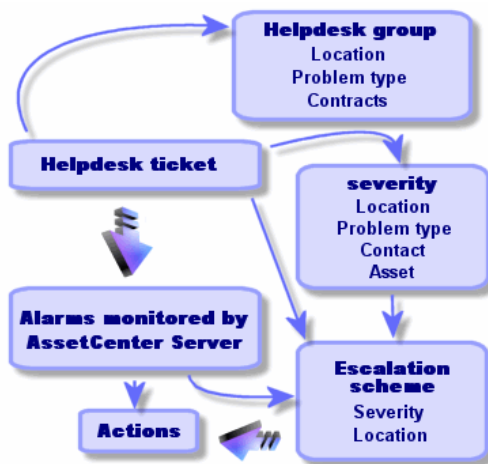 Helpdesk group
Location
Problem type
Contracts
Helpdesk ticket
severity
Location
Problem type
Contact
Asset
Alarms monitored by
AssetCenter Server
Escalation
scheme
Severity
Location
Actions